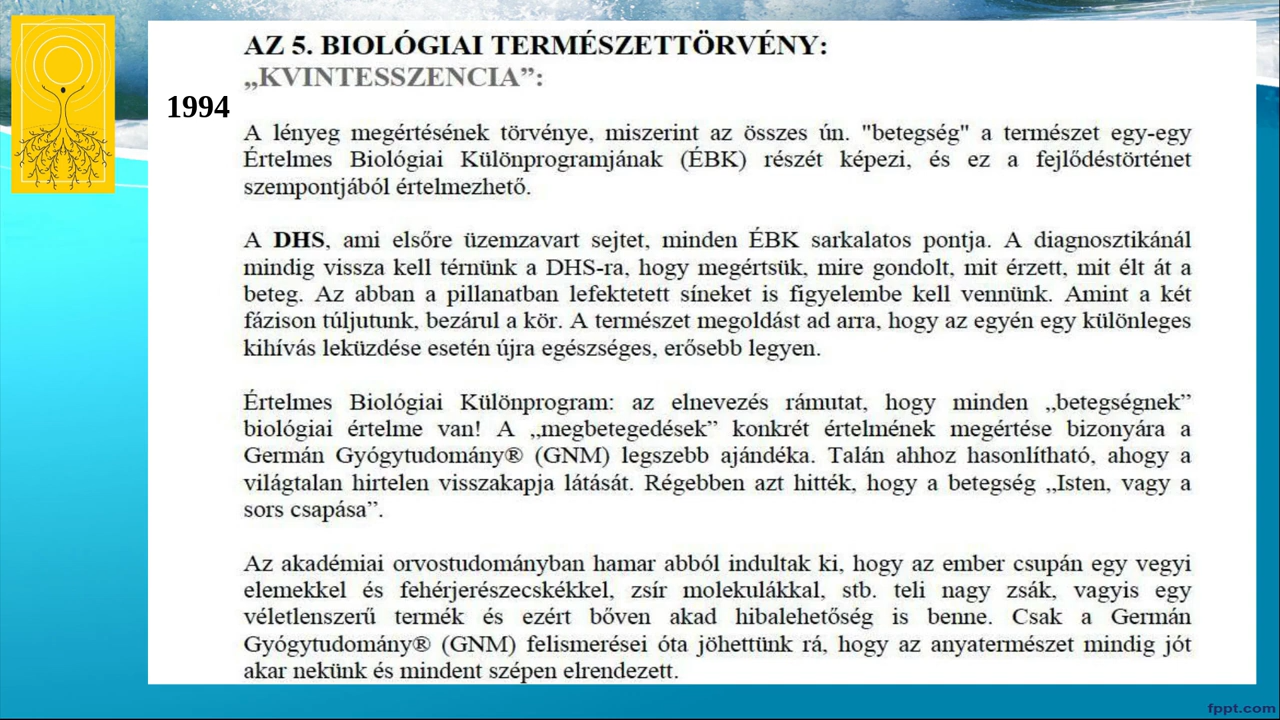 AZ 5. BIOLÓGIAI TERMÉSZETTÖRVÉNY:
„KVINTESSZENCIA”:
1994
A lényeg megértésének törvénye, miszerint az összes ún. "betegség" a természet egy-egy
Értelmes Biológiai Különprogramjának (ÉBK) részét képezi, és ez a fejlődéstörténet
szempontjából értelmezhető.
A DHS, ami elsőre üzemzavart sejtet, minden ÉBK sarkalatos pontja. A diagnosztikánál
mindig vissza kell térnünk a DHS-ra, hogy megértsük, mire gondolt, mit érzett, mit élt át a
beteg. Az abban a pillanatban lefektetett síneket is figyelembe kell vennünk. Amint a két
fázison túljutunk, bezárul a kör. A természet megoldást ad arra, hogy az egyén egy különleges
kihívás leküzdése esetén újra egészséges, erősebb legyen.
Értelmes Biológiai Különprogram: az elnevezés rámutat, hogy minden „betegségnek”
biológiai értelme van! A „megbetegedések” konkrét értelmének megértése bizonyára a
Germán Gyógytudomány® (GNM) legszebb ajándéka. Talán ahhoz hasonlítható, ahogy a
világtalan hirtelen visszakapja látását. Régebben azt hitték, hogy a betegség „Isten, vagy a
sors csapása”.
Az akadémiai orvostudományban hamar abból indultak ki, hogy az ember csupán egy vegyi
elemekkel és fehérjerészecskékkel, zsír molekulákkal, stb. teli nagy zsák, vagyis egy
véletlenszerű termék és ezért bőven akad hibalehetőség is benne. Csak a Germán
Gyógytudomány® (GNM) felismerései óta jöhettünk rá, hogy az anyatermészet mindig jót
akar nekünk és mindent szépen elrendezett.
fppt.com